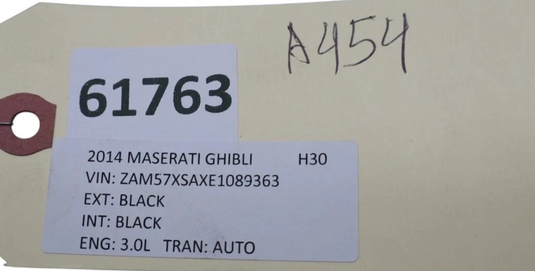 A454
61763
2014 MASERATI GHIBLI H30
VIN: ZAM57XSAXE1089363
EXT: BLACK
INT: BLACK
ENG: 3.0L TRAN: AUTO